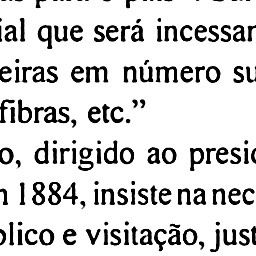 ial que será incessan
eiras em número su
fibras, etc.”
o, dirigido ao presid
n 1884, insiste na nec
blico e visitação, just